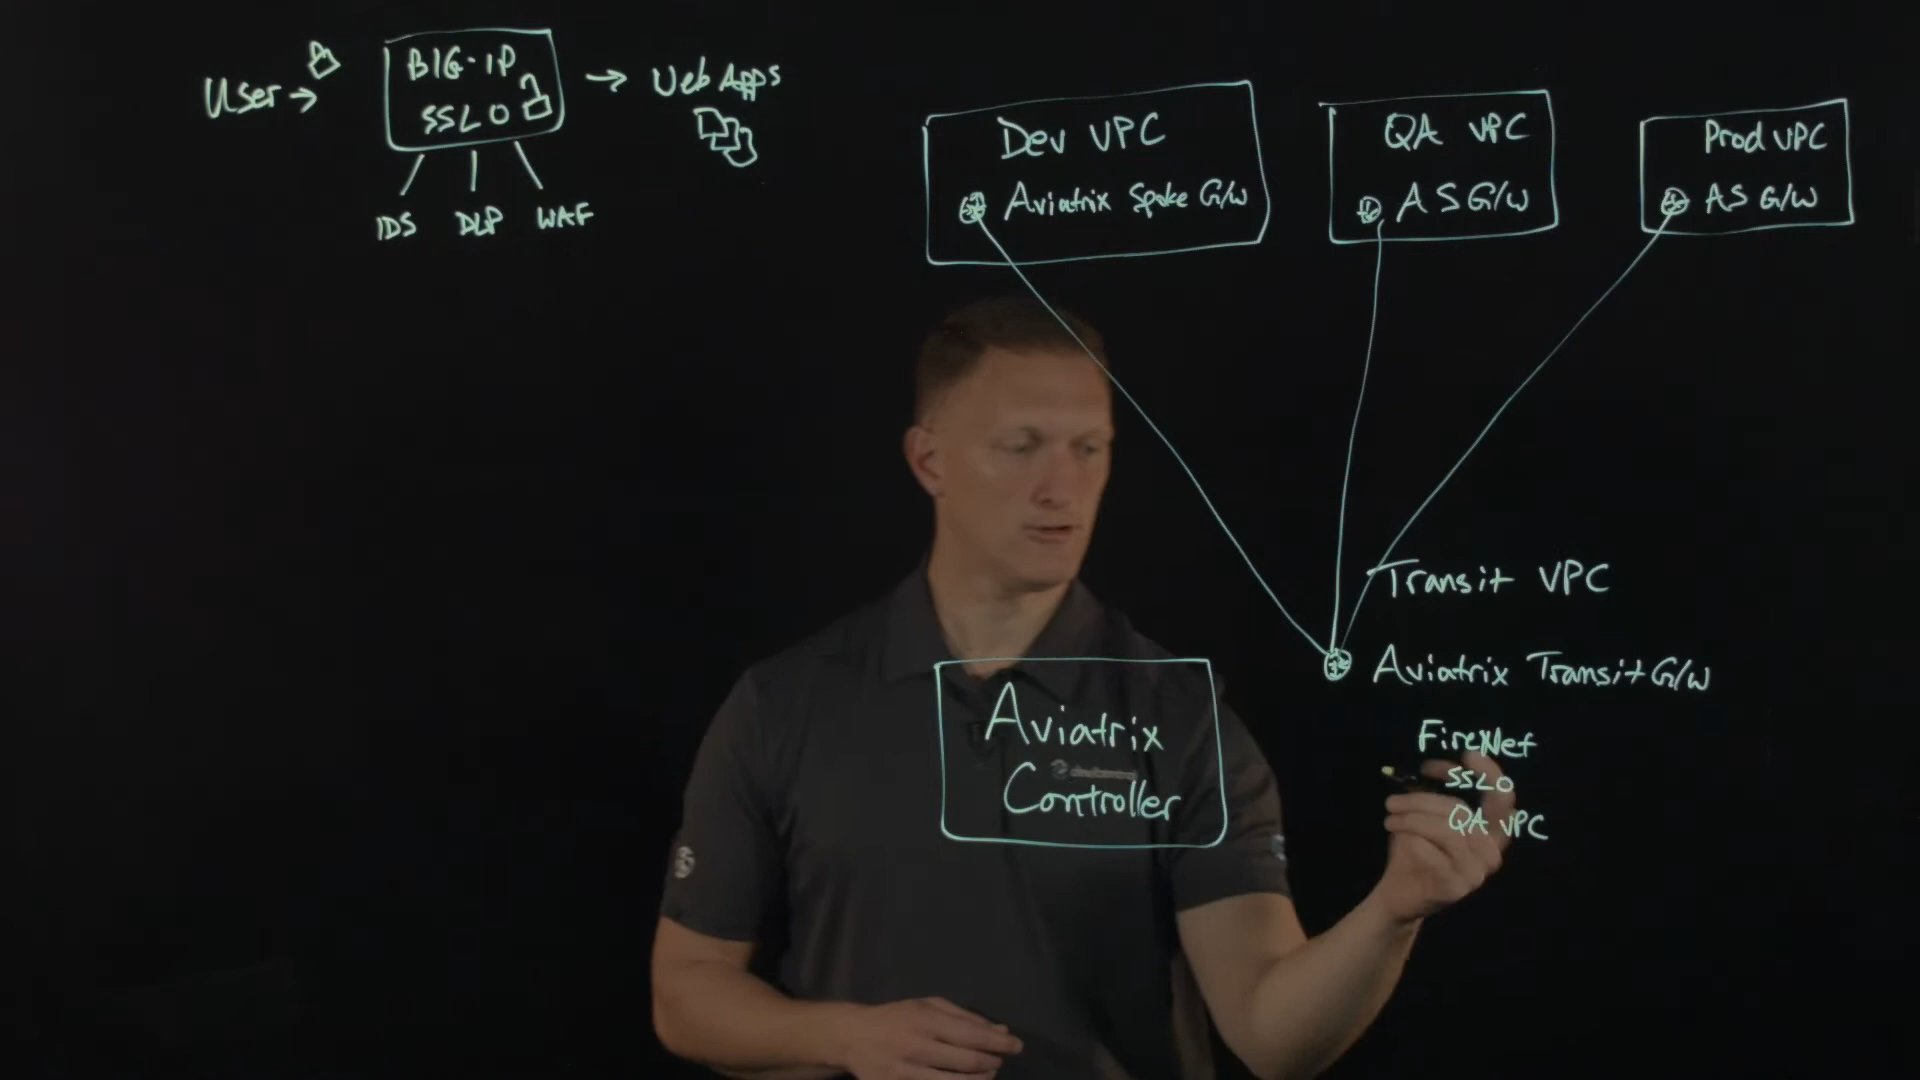 User →
BIG-IP
SSLO
→ Web Apps
IDS
DLP
WAF
Dev VPC
Aviatrix Spoke G/W
QA VPC
AS G/W
Prod VPC
AS G/W
Transit VPC
Aviatrix Transit G/W
FireNet
SSLO
QA VPC
Aviatrix
Controller